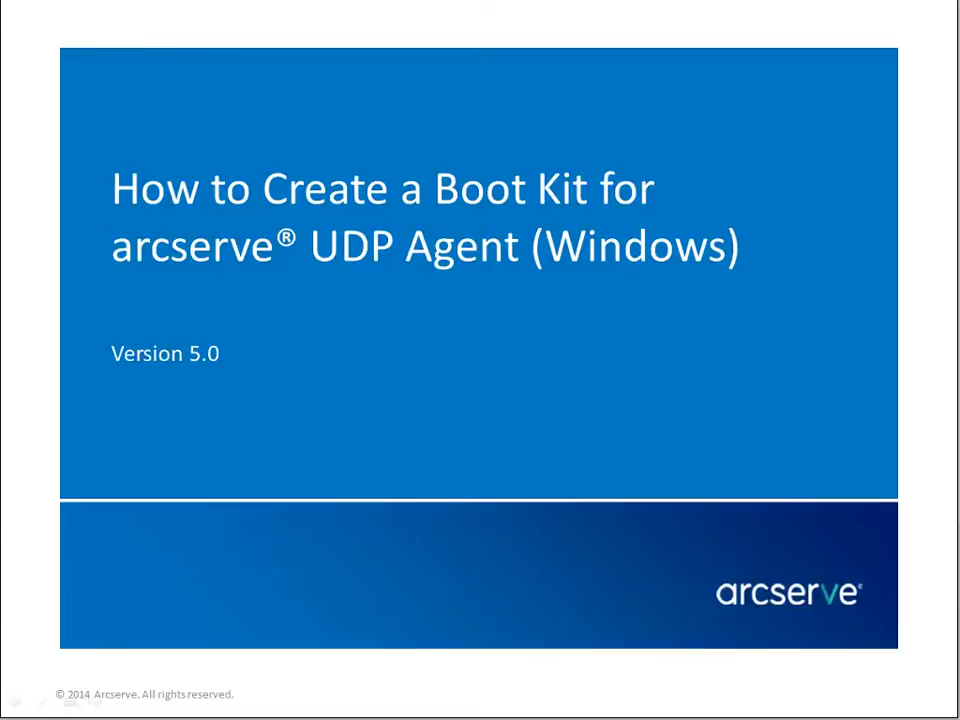 How to Create a Boot Kit for
arcserve® UDP Agent (Windows)
Version 5.0
arcserve®
© 2014 Arcserve. All rights reserved.